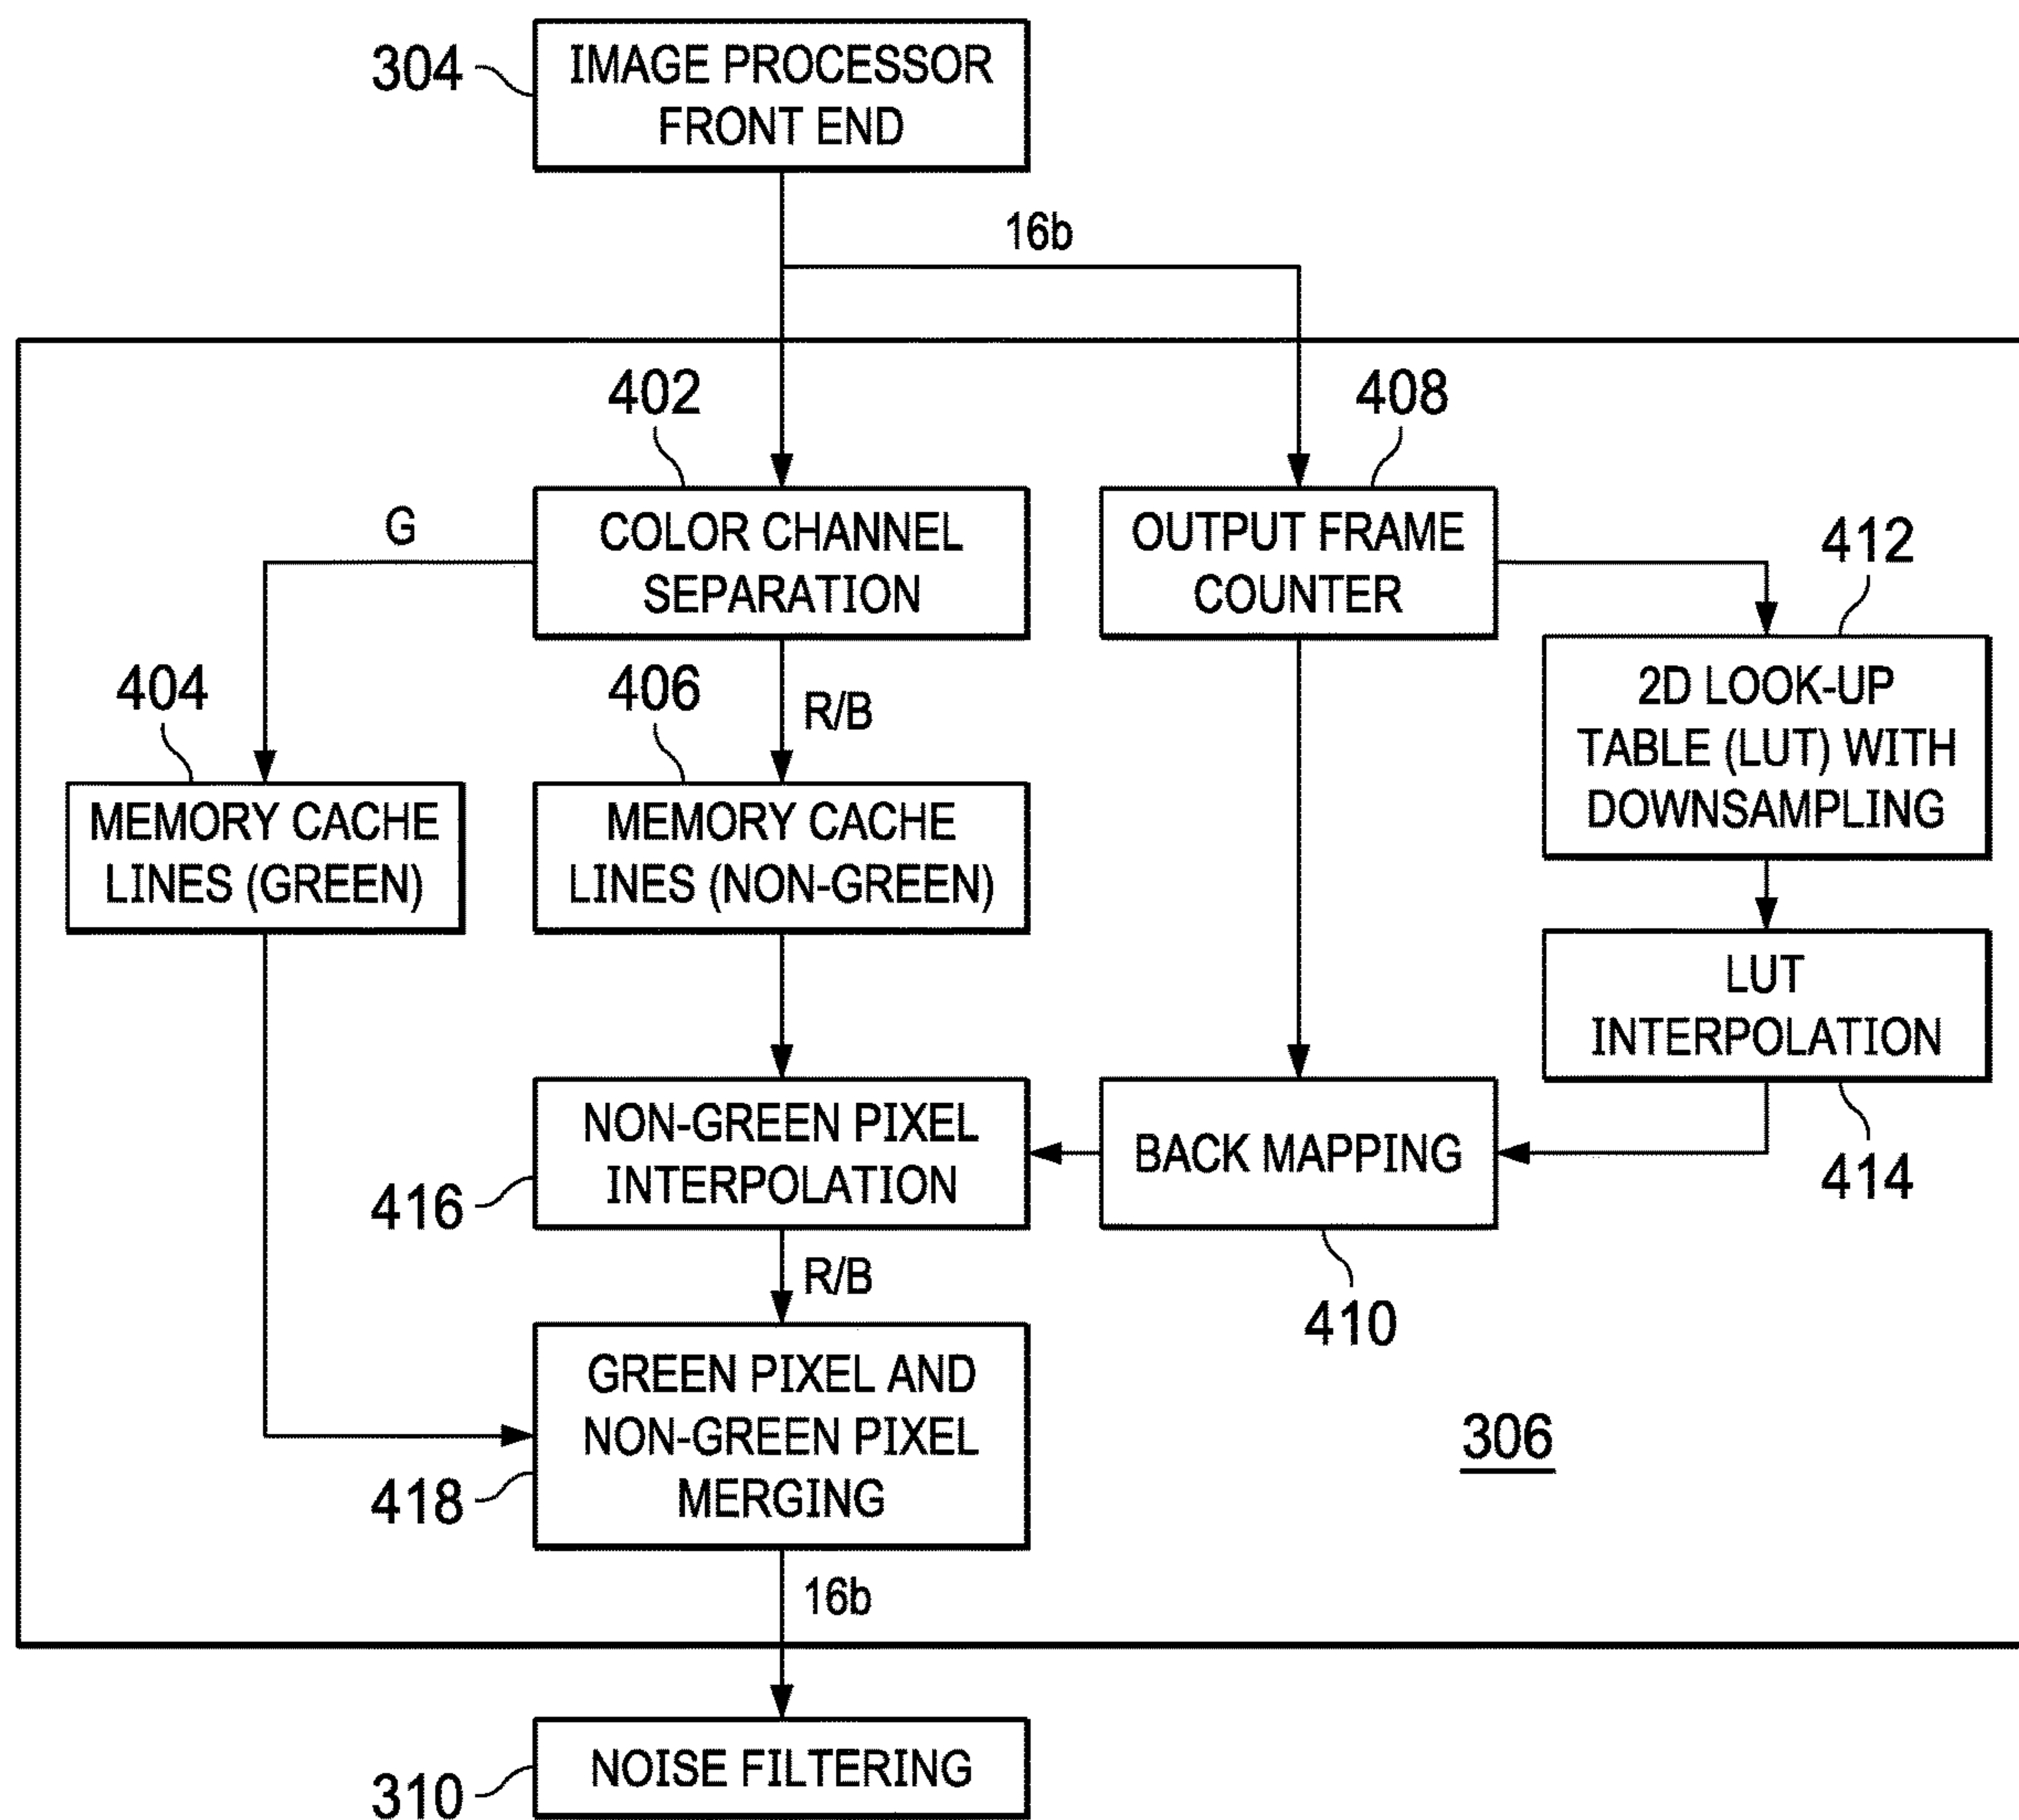 304
IMAGE PROCESSOR
FRONT END
16b
402
408
G
COLOR CHANNEL
SEPARATION
OUTPUT FRAME
COUNTER
412
404
406
R/B
2D LOOK-UP
TABLE (LUT) WITH
DOWNSAMPLING
MEMORY CACHE
LINES (GREEN)
MEMORY CACHE
LINES (NON-GREEN)
LUT
INTERPOLATION
NON-GREEN PIXEL
INTERPOLATION
BACK MAPPING
416
414
R/B
410
GREEN PIXEL AND
NON-GREEN PIXEL
MERGING
418
306
16b
NOISE FILTERING
310